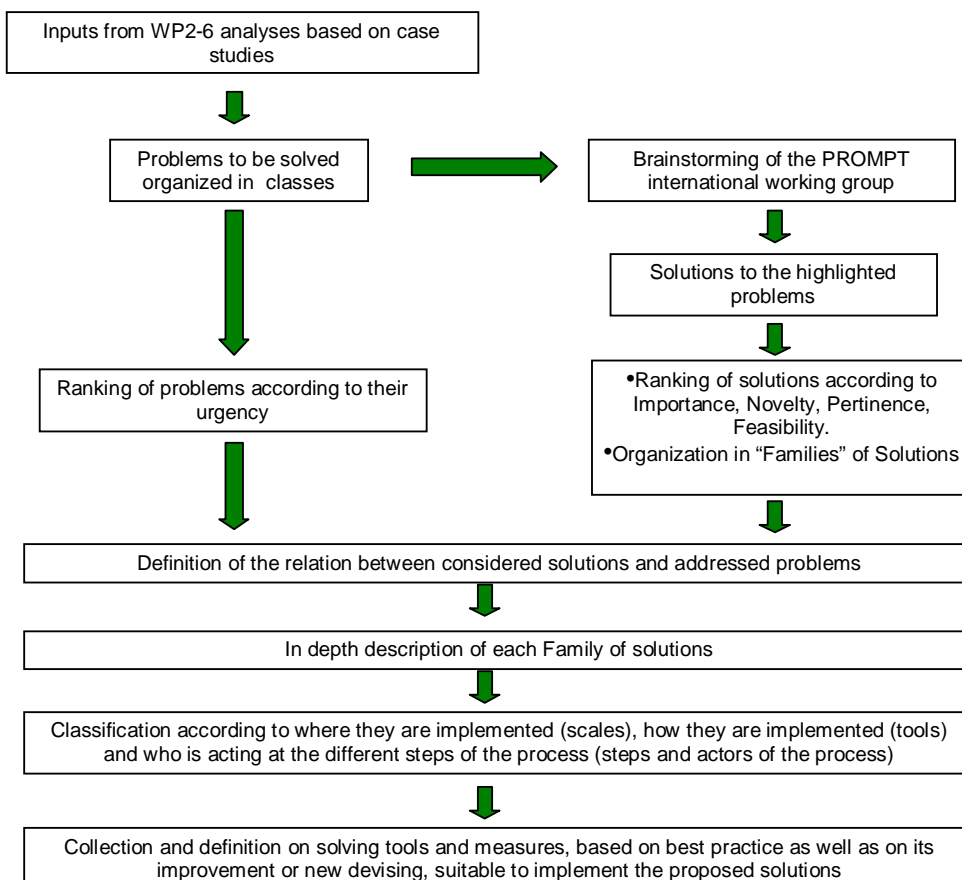 Inputs from WP2-6 analyses based on case
studies
Problems to be solved
organized in classes
Brainstorming of the PROMPT
international working group
Solutions to the highlighted
problems
Ranking of problems according to their
urgency
•Ranking of solutions according to
Importance, Novelty, Pertinence,
Feasibility.
•Organization in “Families” of Solutions
Definition of the relation between considered solutions and addressed problems
In depth description of each Family of solutions
Classification according to where they are implemented (scales), how they are implemented (tools)
and who is acting at the different steps of the process (steps and actors of the process)
Collection and definition on solving tools and measures, based on best practice as well as on its
improvement or new devising, suitable to implement the proposed solutions